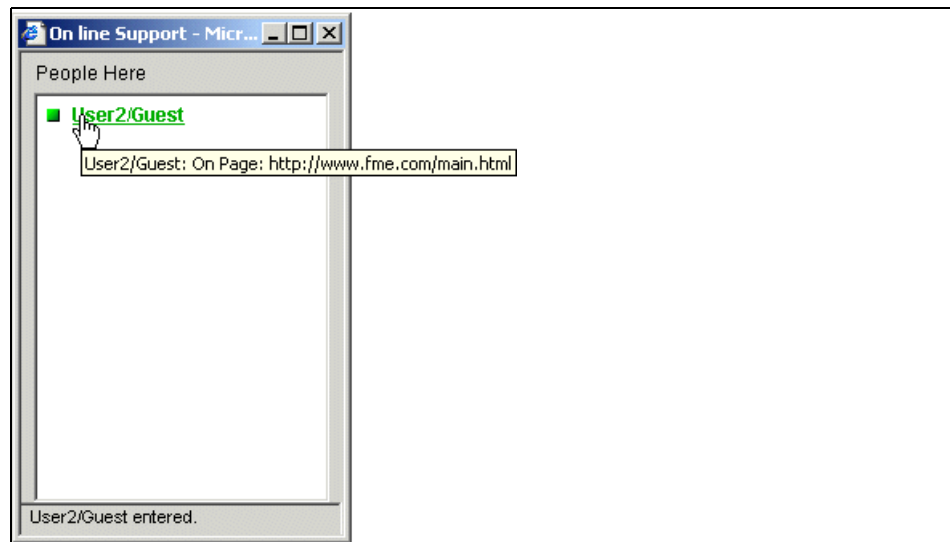 On line Support - Micr...
People Here
User2/Guest
User2/Guest: On Page: http://www.fme.com/main.html
User2/Guest entered.